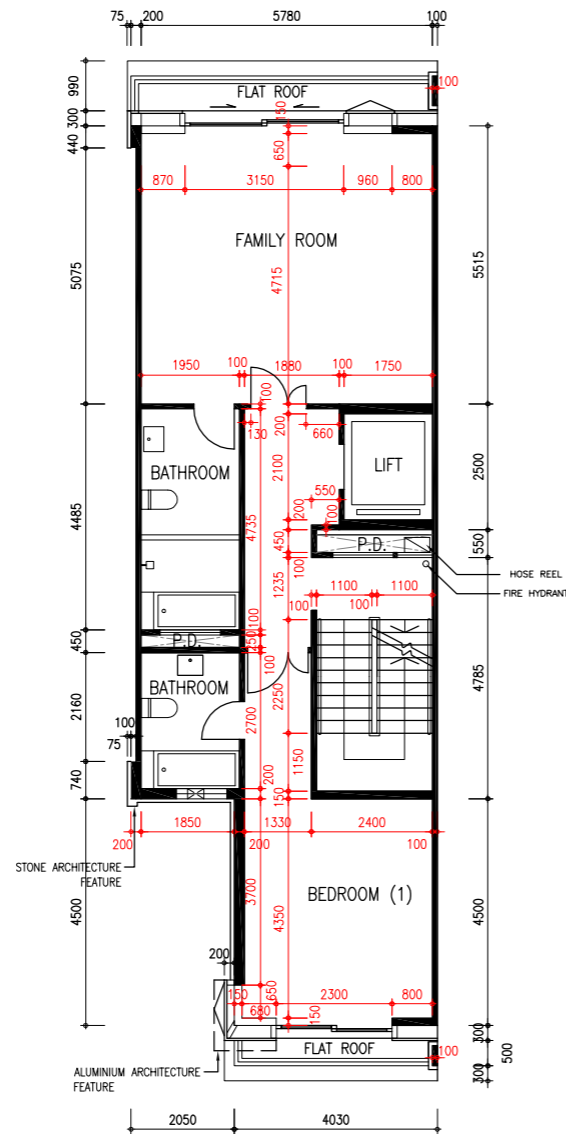 75 200 5780 100
990
FLAT ROOF
100
300
150
440
650
870 3150 960 800
FAMILY ROOM
5075
4715
5515
1950 100 1880 100 1750
100
130
200
660
BATHROOM
LIFT
2100
2500
4485
4735
550
200
100
450
P.D.
550
HOSE REEL
FIRE HYDRANT
1235
100
1100 1100
100
100
100
450
P.D.
250
100
BATHROOM
2160
2250
4785
2700
100
75
1150
740
200
150
200 1850 200 1330 2400 100
STONE ARCHITECTURE
FEATURE
3700
BEDROOM (1)
4500
4350
4500
200
150
650
680
2300 800
150
300
FLAT ROOF
100
500
300
ALUMINIUM ARCHITECTURE
FEATURE
2050 4030